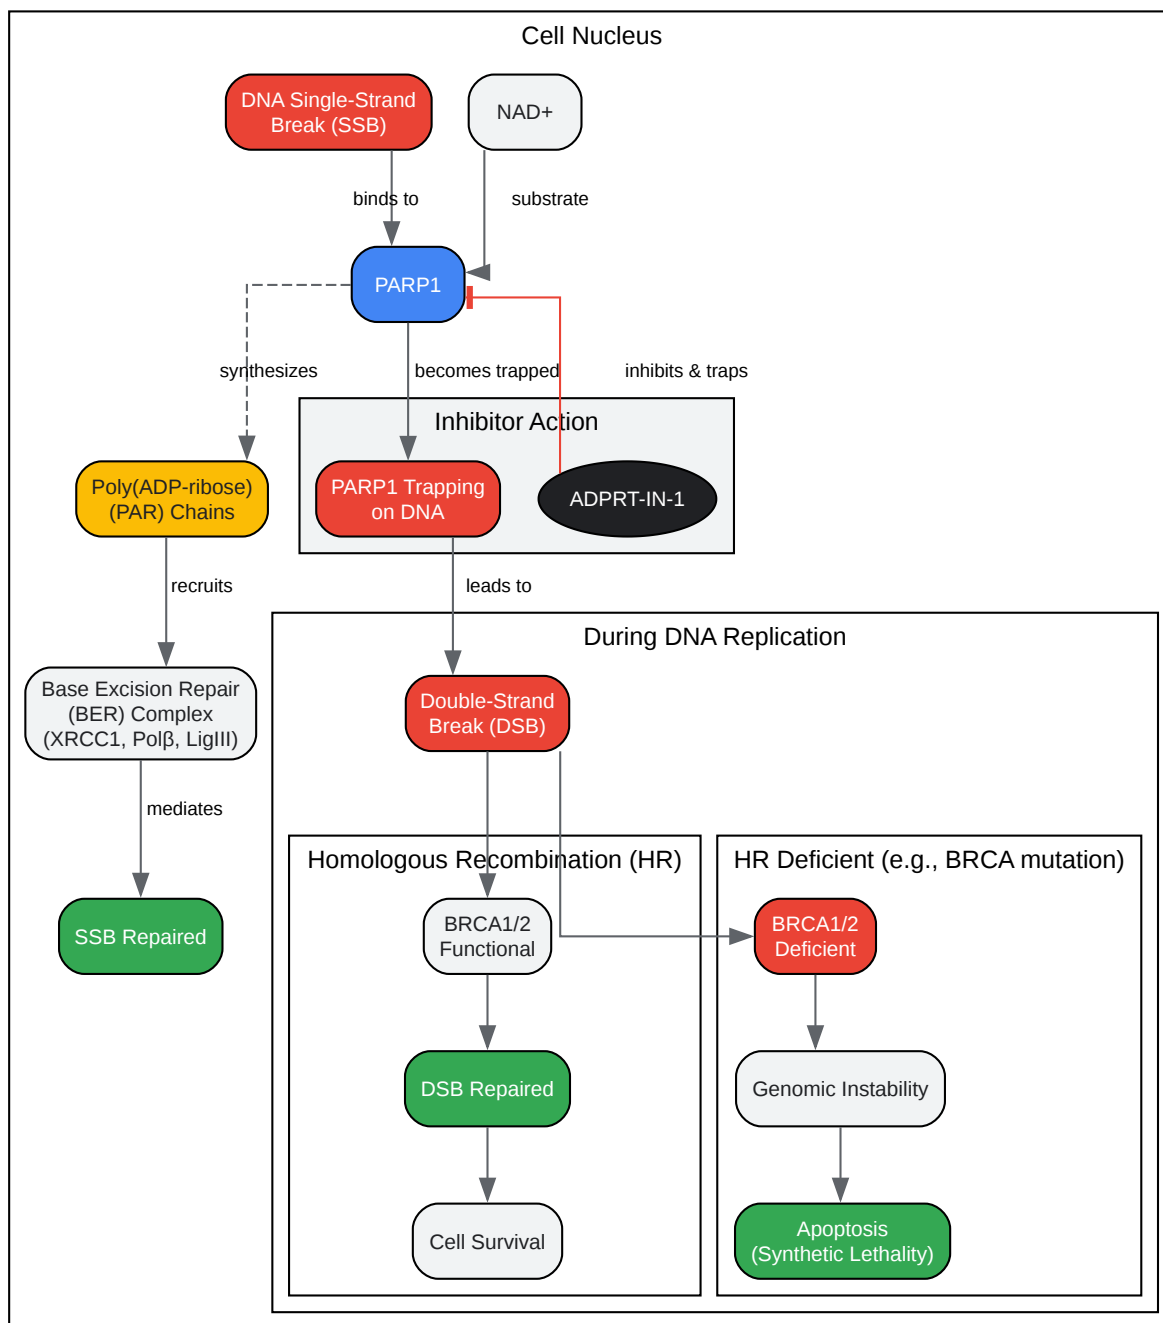 Cell Nucleus
DNA Single-Strand
Break (SSB)
NAD+
binds to
substrate
PARP1
synthesizes
becomes trapped
inhibits & traps
Inhibitor Action
Poly(ADP-ribose)
(PAR) Chains
PARP1 Trapping
on DNA
ADPRT-IN-1
recruits
leads to
During DNA Replication
Base Excision Repair
(BER) Complex
(XRCC1, Polβ, LigIII)
Double-Strand
Break (DSB)
mediates
Homologous Recombination (HR)
HR Deficient (e.g., BRCA mutation)
SSB Repaired
BRCA1/2
Functional
BRCA1/2
Deficient
DSB Repaired
Genomic Instability
Cell Survival
Apoptosis
(Synthetic Lethality)